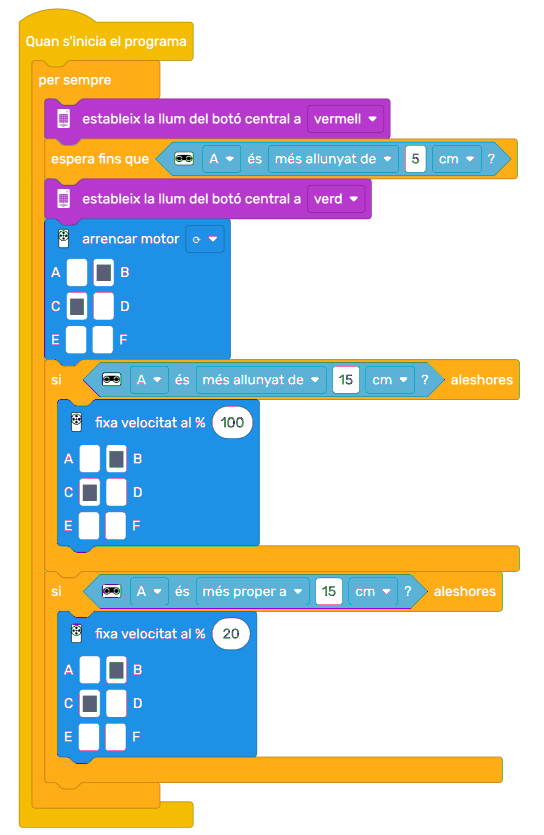 Quan s'inicia el programa
per sempre
estableix la llum del botó central a vermell
espera fins que A és més allunyat de 5 cm ?
estableix la llum del botó central a verd
arrencar motor
A B
C D
E F
si A és més allunyat de 15 cm ? aleshores
fixa velocitat al % 100
A B
C D
E F
si A és més proper a 15 cm ? aleshores
fixa velocitat al % 20
A B
C D
E F